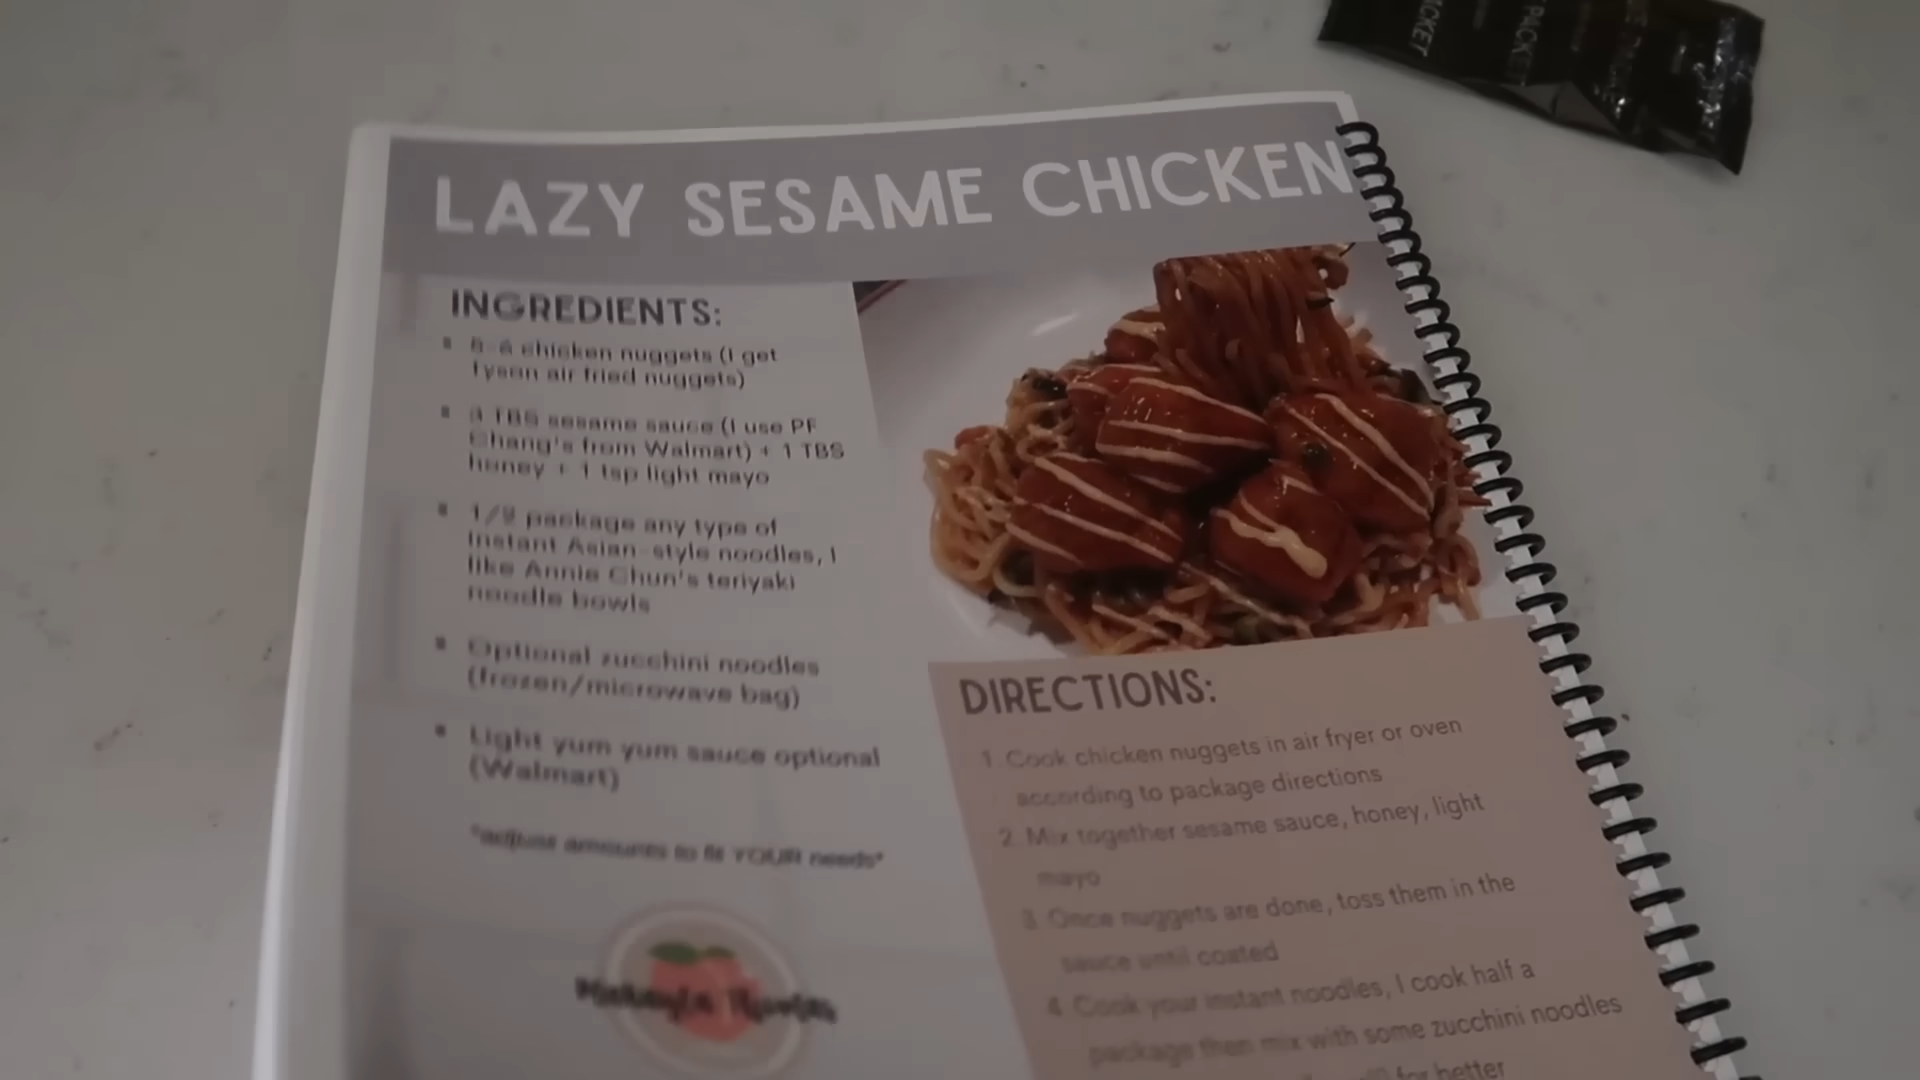 LAZY SESAME CHICKEN
INGREDIENTS:
chicken nuggets (I get
Tyson air fried nuggets)
3 TBS sesame sauce (I use PF
Chang's from Walmart) + 1 TBS
honey + 1 tsp light mayo
1/2 package any type of
instant Asian-style noodles, I
like Annie Chun's teriyaki
noodle bowls
Optional zucchini noodles
(frozen/microwave bag)
Light yum yum sauce optional
(Walmart)
*adjust amounts to fit YOUR needs*
DIRECTIONS:
1. Cook chicken nuggets in air fryer or oven
according to package directions
2. Mix together sesame sauce, honey, light
mayo
3. Once nuggets are done, toss them in the
sauce until coated
4. Cook your instant noodles, I cook half a
package then mix with some zucchini noodles
for better
PACKET